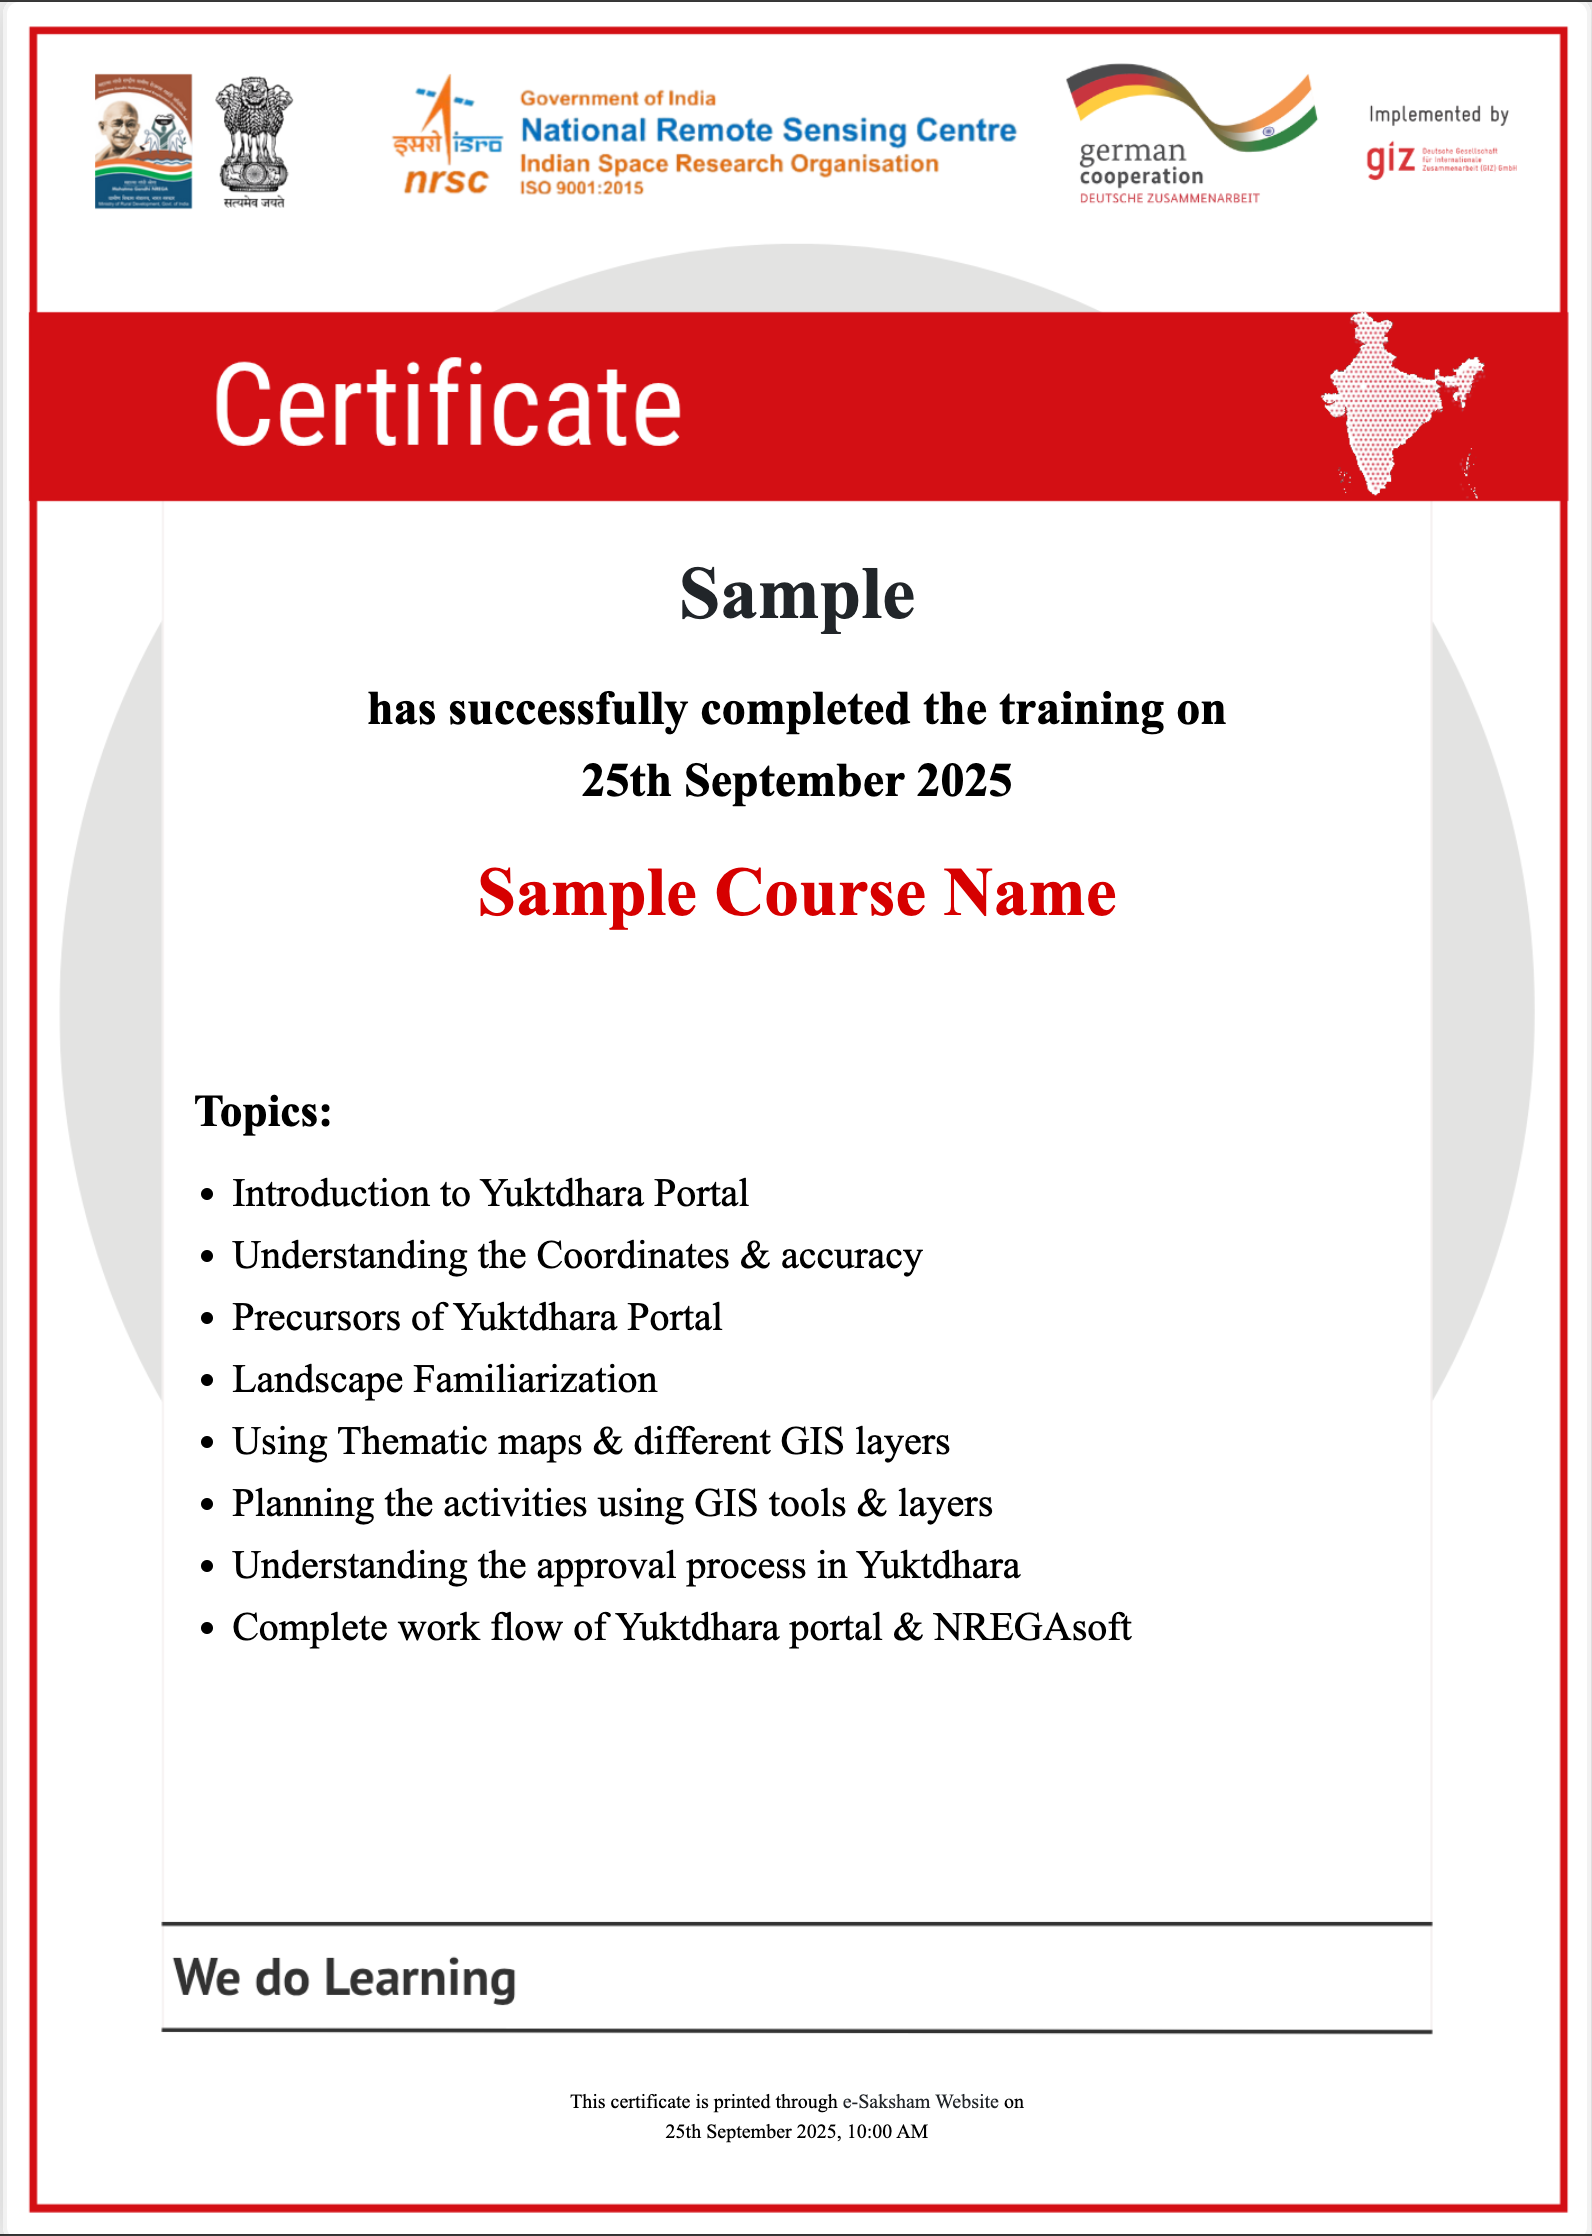 Mahatma Gandhi NREGA
सत्यमेव जयते
इसरो isro
nrsc
Government of India
National Remote Sensing Centre
Indian Space Research Organisation
ISO 9001:2015
german
cooperation
DEUTSCHE ZUSAMMENARBEIT
Implemented by
giz
Deutsche Gesellschaft
für Internationale
Zusammenarbeit (GIZ) GmbH
Certificate
Sample
has successfully completed the training on
25th September 2025
Sample Course Name
Topics:
• Introduction to Yuktdhara Portal
• Understanding the Coordinates & accuracy
• Precursors of Yuktdhara Portal
• Landscape Familiarization
• Using Thematic maps & different GIS layers
• Planning the activities using GIS tools & layers
• Understanding the approval process in Yuktdhara
• Complete work flow of Yuktdhara portal & NREGAsoft
We do Learning
This certificate is printed through e-Saksham Website on
25th September 2025, 10:00 AM